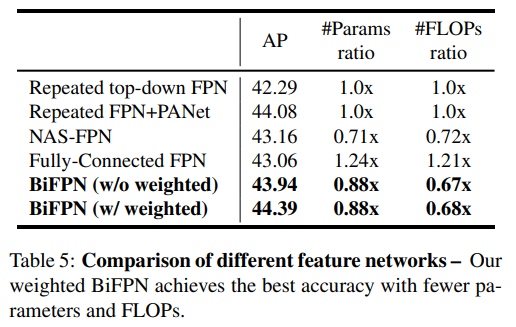 AP #Params ratio #FLOPs ratio
Repeated top-down FPN 42.29 1.0x 1.0x
Repeated FPN+PANet 44.08 1.0x 1.0x
NAS-FPN 43.16 0.71x 0.72x
Fully-Connected FPN 43.06 1.24x 1.21x
BiFPN (w/o weighted) 43.94 0.88x 0.67x
BiFPN (w/ weighted) 44.39 0.88x 0.68x
Table 5: Comparison of different feature networks – Our
weighted BiFPN achieves the best accuracy with fewer pa-
rameters and FLOPs.